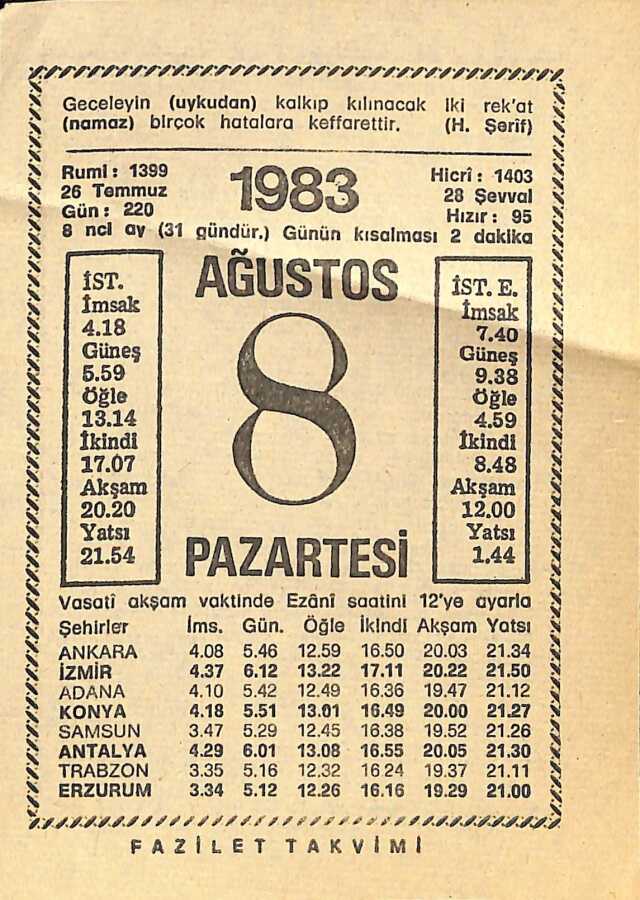 Geceleyin (uykudan) kalkıp kılınacak iki rek'at
(namaz) birçok hatalara keffarettir. (H. Şerîf)
Rumi: 1399
26 Temmuz
Gün: 220
1983
Hicrî: 1403
28 Şevval
Hızır: 95
8 nci ay (31 gündür.) Günün kısalması 2 dakika
İST.
İmsak
4.18
Güneş
5.59
Öğle
13.14
İkindi
17.07
Akşam
20.20
Yatsı
21.54
AĞUSTOS
8
PAZARTESİ
İST. E.
İmsak
7.40
Güneş
9.38
Öğle
4.59
İkindi
8.48
Akşam
12.00
Yatsı
1.44
Vasatî akşam vaktinde Ezânî saatini 12'ye ayarla
Şehirler İms. Gün. Öğle İkindi Akşam Yatsı
ANKARA 4.08 5.46 12.59 16.50 20.03 21.34
İZMİR 4.37 6.12 13.22 17.11 20.22 21.50
ADANA 4.10 5.42 12.49 16.36 19.47 21.12
KONYA 4.18 5.51 13.01 16.49 20.00 21.27
SAMSUN 3.47 5.29 12.45 16.38 19.52 21.26
ANTALYA 4.29 6.01 13.08 16.55 20.05 21.30
TRABZON 3.35 5.16 12.32 16 24 19.37 21.11
ERZURUM 3.34 5.12 12.26 16.16 19.29 21.00
FAZİLET TAKVİMİ